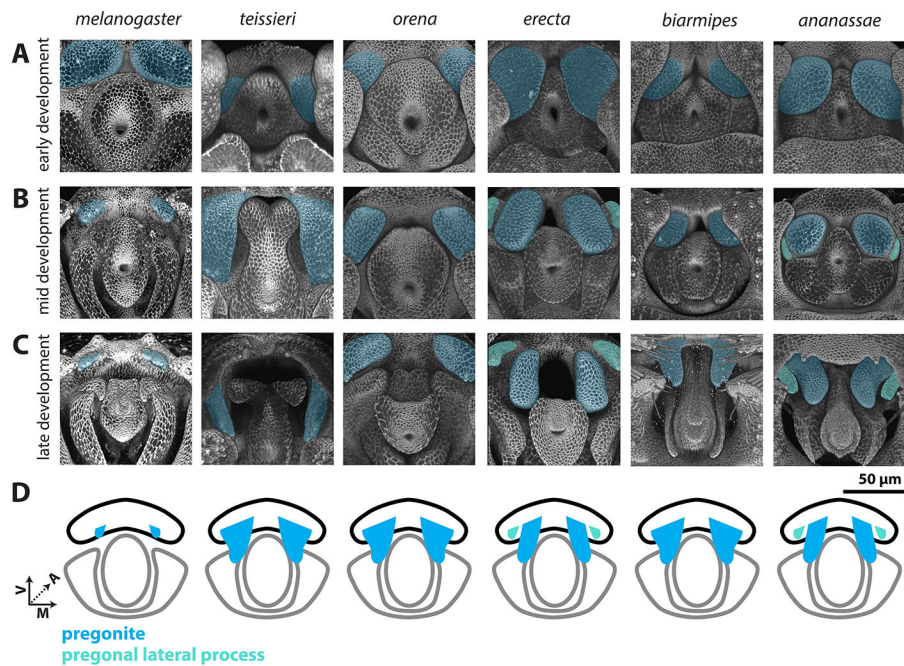 melanogaster teissieri orena erecta biarmipes ananassae
A
early development
B
mid development
C
late development
50 µm
D
V A
M
pregonite
pregonal lateral process